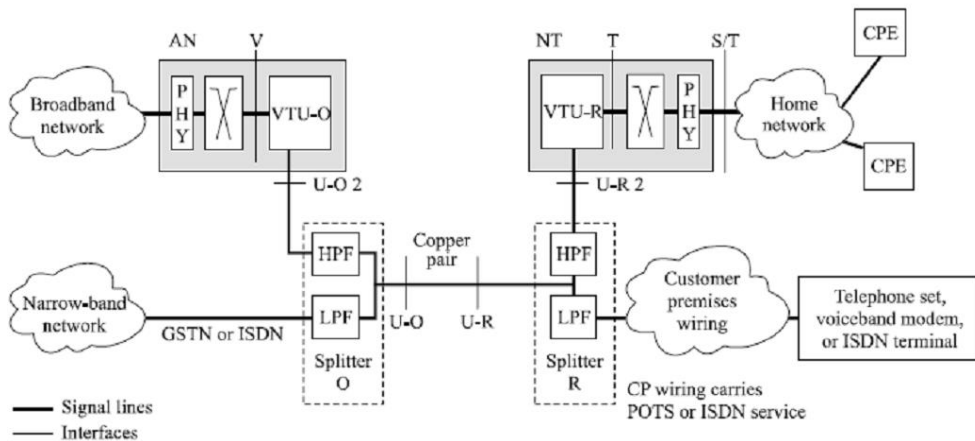 AN
V
NT
T
S/T
CPE
Broadband
network
P
H
Y
VTU-O
VTU-R
P
H
Y
Home
network
CPE
U-O 2
U-R 2
HPF
Copper
pair
HPF
Narrow-band
network
GSTN or ISDN
LPF
U-O
U-R
LPF
Customer
premises
wiring
Telephone set,
voiceband modem,
or ISDN terminal
Splitter
O
Splitter
R
CP wiring carries
POTS or ISDN service
Signal lines
Interfaces